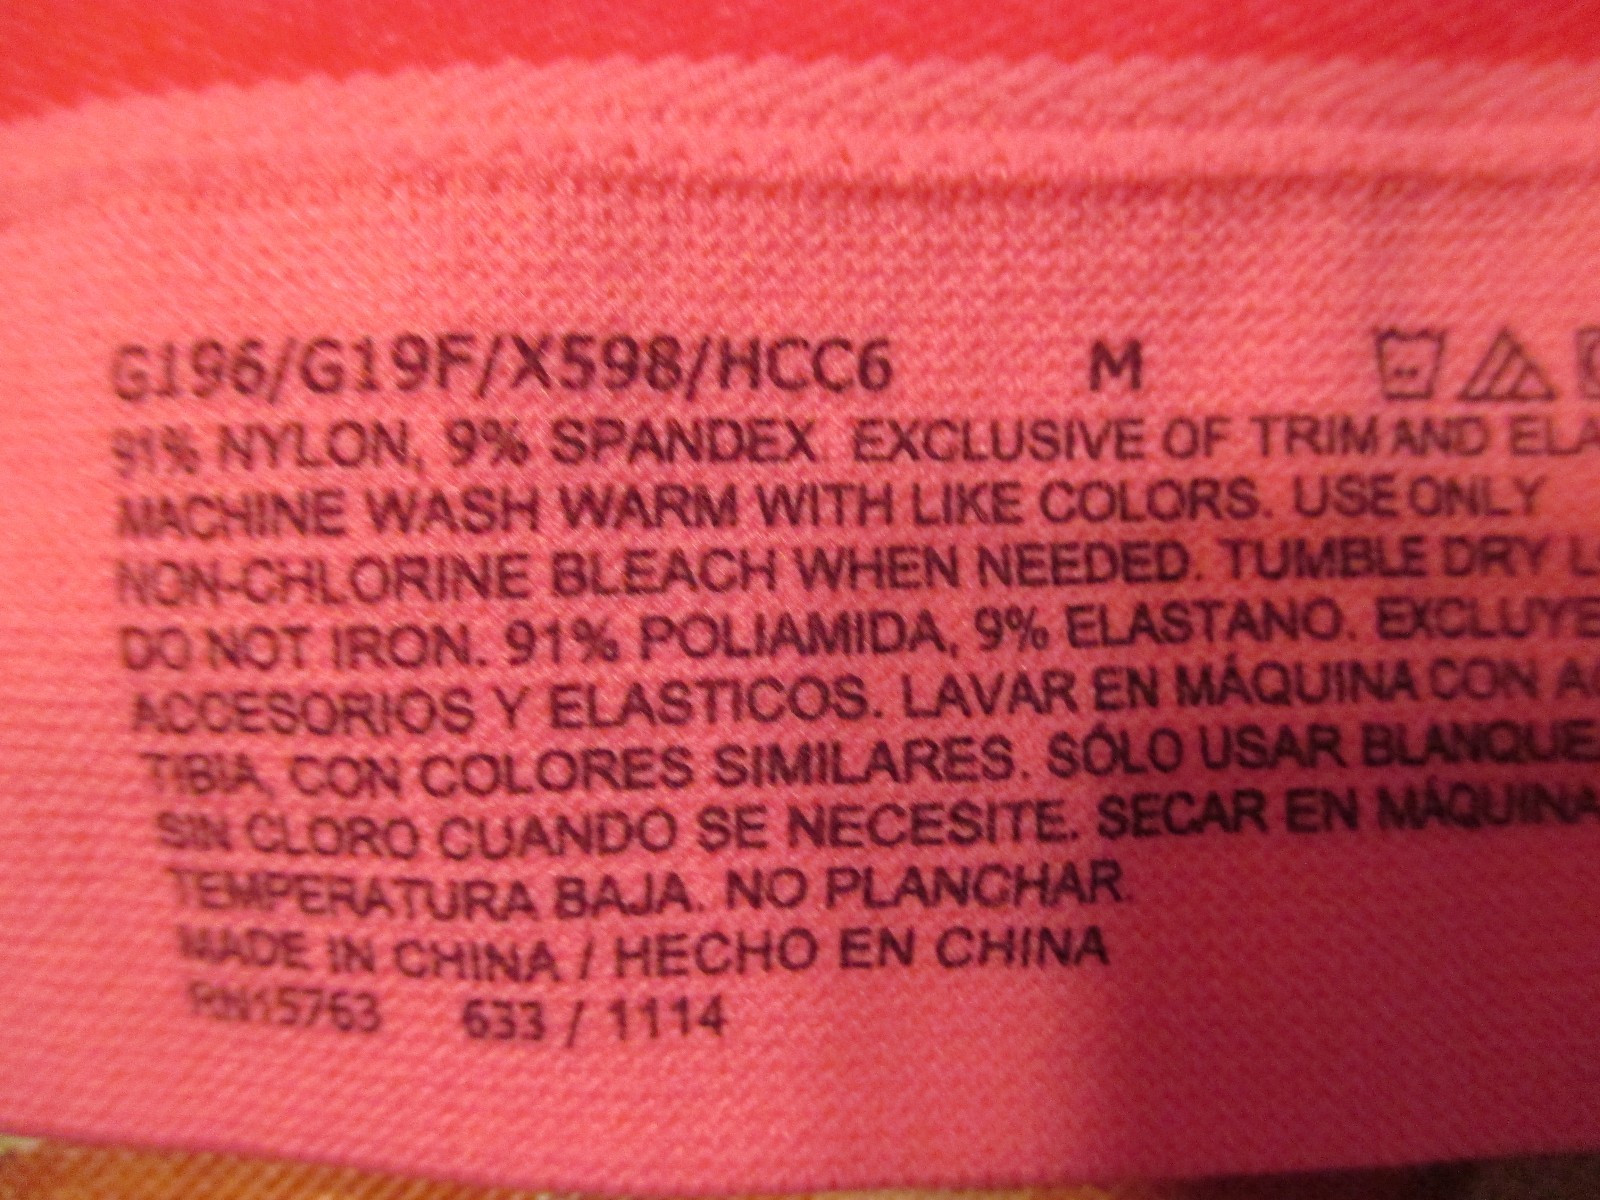 G196/G19F/X598/HCC6 M
91% NYLON, 9% SPANDEX EXCLUSIVE OF TRIM AND ELA
MACHINE WASH WARM WITH LIKE COLORS. USE ONLY
NON-CHLORINE BLEACH WHEN NEEDED. TUMBLE DRY L
DO NOT IRON. 91% POLIAMIDA, 9% ELASTANO. EXCLUYE
ACCESORIOS Y ELASTICOS. LAVAR EN MÁQUINA CON A
TIBIA, CON COLORES SIMILARES. SÓLO USAR BLANQUE
SIN CLORO CUANDO SE NECESITE. SECAR EN MÁQUINA
TEMPERATURA BAJA. NO PLANCHAR.
MADE IN CHINA / HECHO EN CHINA
RN15763 633 / 1114